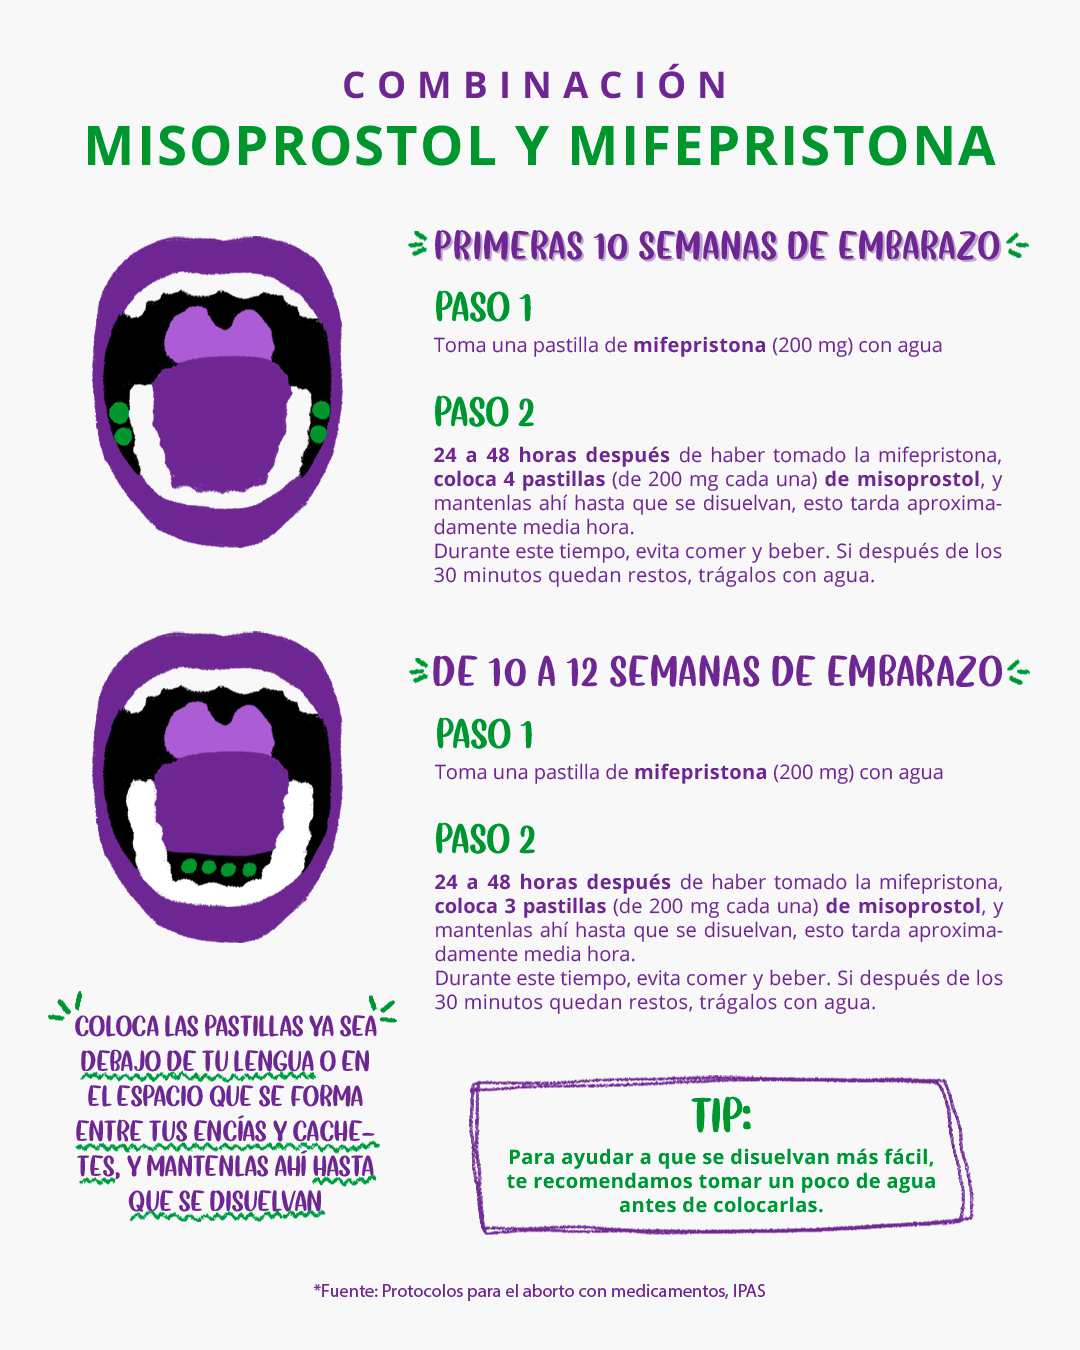 COMBINACIÓN
MISOPROSTOL Y MIFEPRISTONA
PRIMERAS 10 SEMANAS DE EMBARAZO
PASO 1
Toma una pastilla de mifepristona (200 mg) con agua
PASO 2
24 a 48 horas después de haber tomado la mifepristona,
coloca 4 pastillas (de 200 mg cada una) de misoprostol, y
mantenlas ahí hasta que se disuelvan, esto tarda aproxima-
damente media hora.
Durante este tiempo, evita comer y beber. Si después de los
30 minutos quedan restos, trágalos con agua.
DE 10 A 12 SEMANAS DE EMBARAZO
PASO 1
Toma una pastilla de mifepristona (200 mg) con agua
PASO 2
24 a 48 horas después de haber tomado la mifepristona,
coloca 3 pastillas (de 200 mg cada una) de misoprostol, y
mantenlas ahí hasta que se disuelvan, esto tarda aproxima-
damente media hora.
Durante este tiempo, evita comer y beber. Si después de los
30 minutos quedan restos, trágalos con agua.
COLOCA LAS PASTILLAS YA SEA
DEBAJO DE TU LENGUA O EN
EL ESPACIO QUE SE FORMA
ENTRE TUS ENCÍAS Y CACHE-
TES, Y MANTENLAS AHÍ HASTA
QUE SE DISUELVAN
TIP:
Para ayudar a que se disuelvan más fácil,
te recomendamos tomar un poco de agua
antes de colocarlas.
*Fuente: Protocolos para el aborto con medicamentos, IPAS